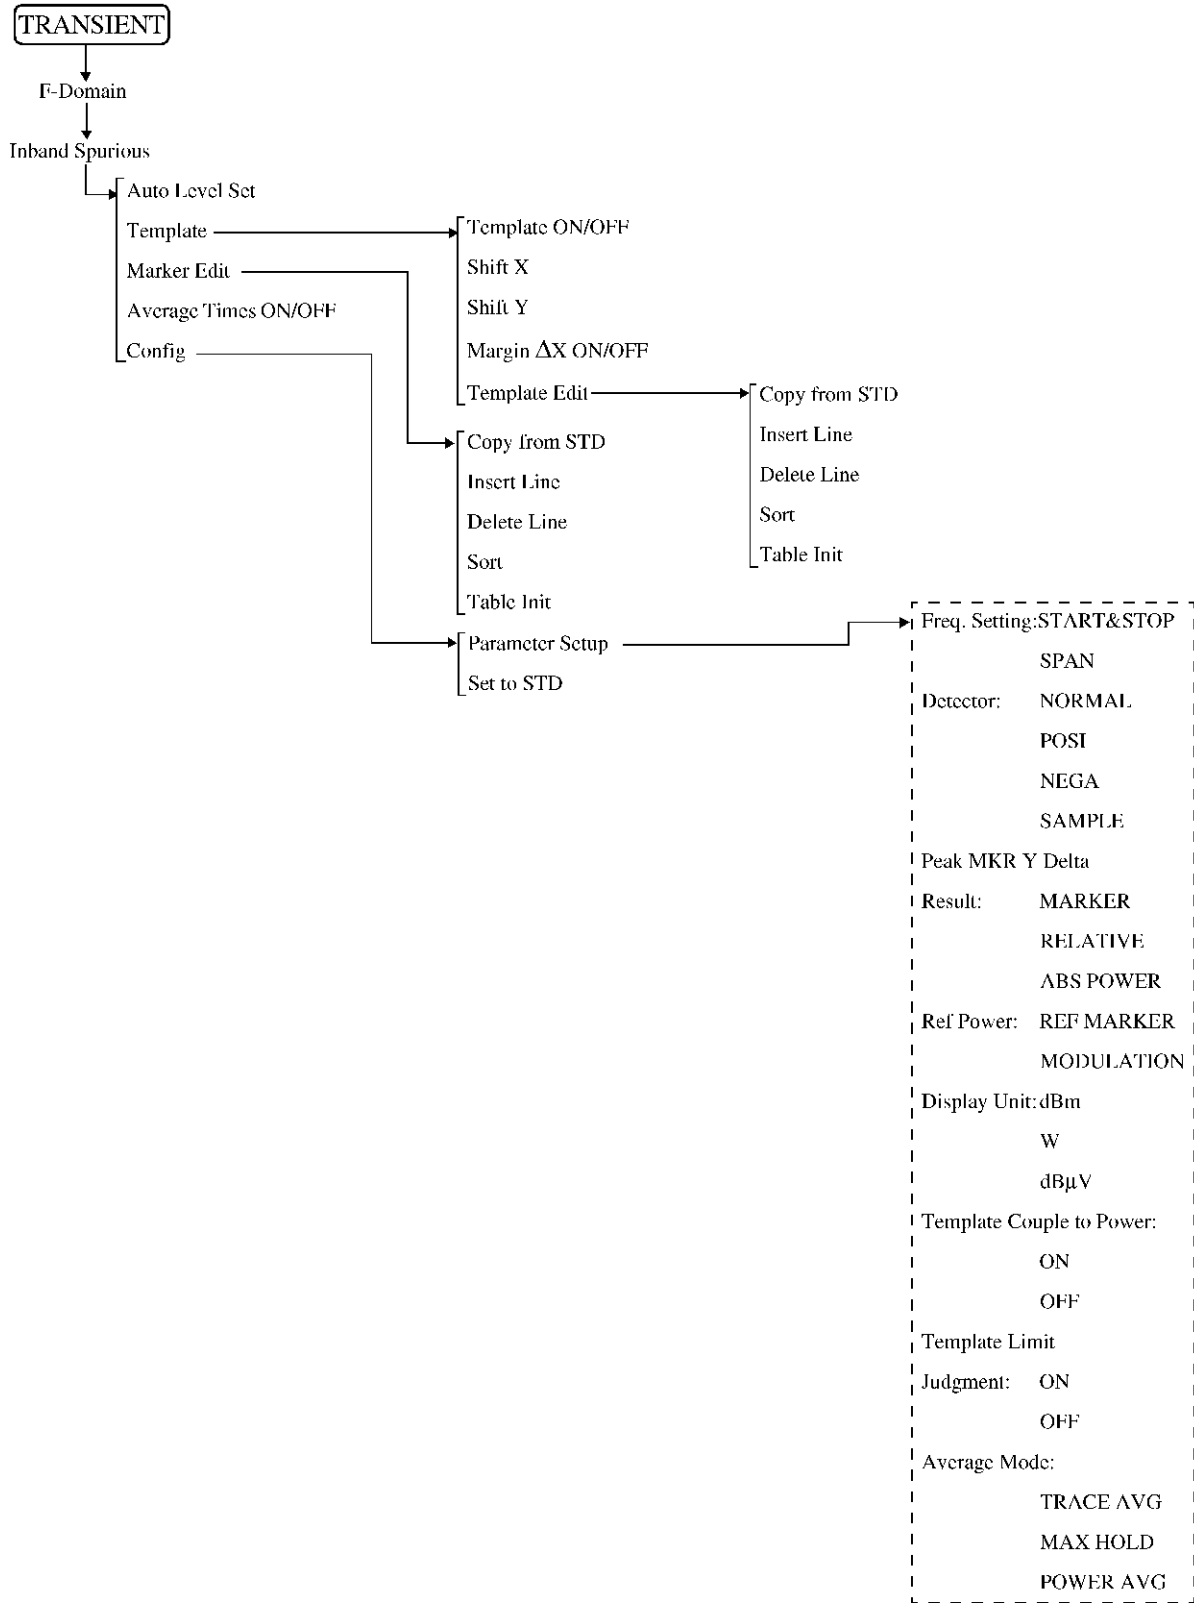 TRANSIENT
F-Domain
Inband Spurious
Auto Level Set
Template
Marker Edit
Average Times ON/OFF
Config
Template ON/OFF
Shift X
Shift Y
Margin ΔX ON/OFF
Template Edit
Copy from STD
Insert Line
Delete Line
Sort
Table Init
Copy from STD
Insert Line
Delete Line
Sort
Table Init
Parameter Setup
Set to STD
Freq. Setting:START&STOP
SPAN
Detector: NORMAL
POSI
NEGA
SAMPLE
Peak MKR Y Delta
Result: MARKER
RELATIVE
ABS POWER
Ref Power: REF MARKER
MODULATION
Display Unit:dBm
W
dBμV
Template Couple to Power:
ON
OFF
Template Limit
Judgment: ON
OFF
Average Mode:
TRACE AVG
MAX HOLD
POWER AVG